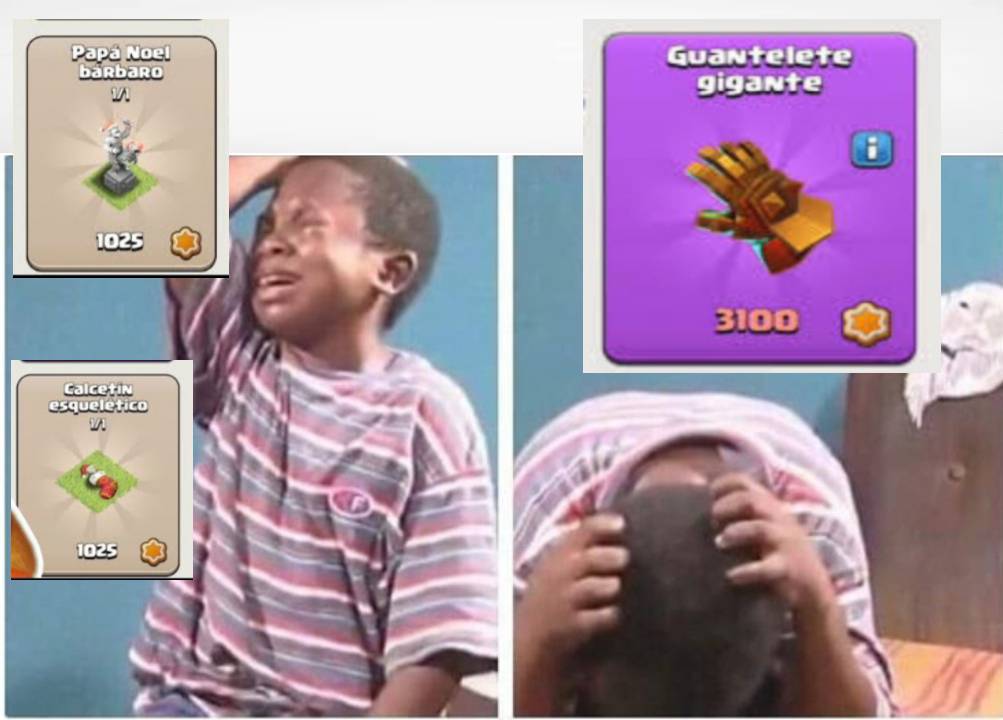 Papá Noel
bárbaro
1/1
1025
Calcetín
esquelético
1/1
1025
Guantelete
gigante
i
3100
F